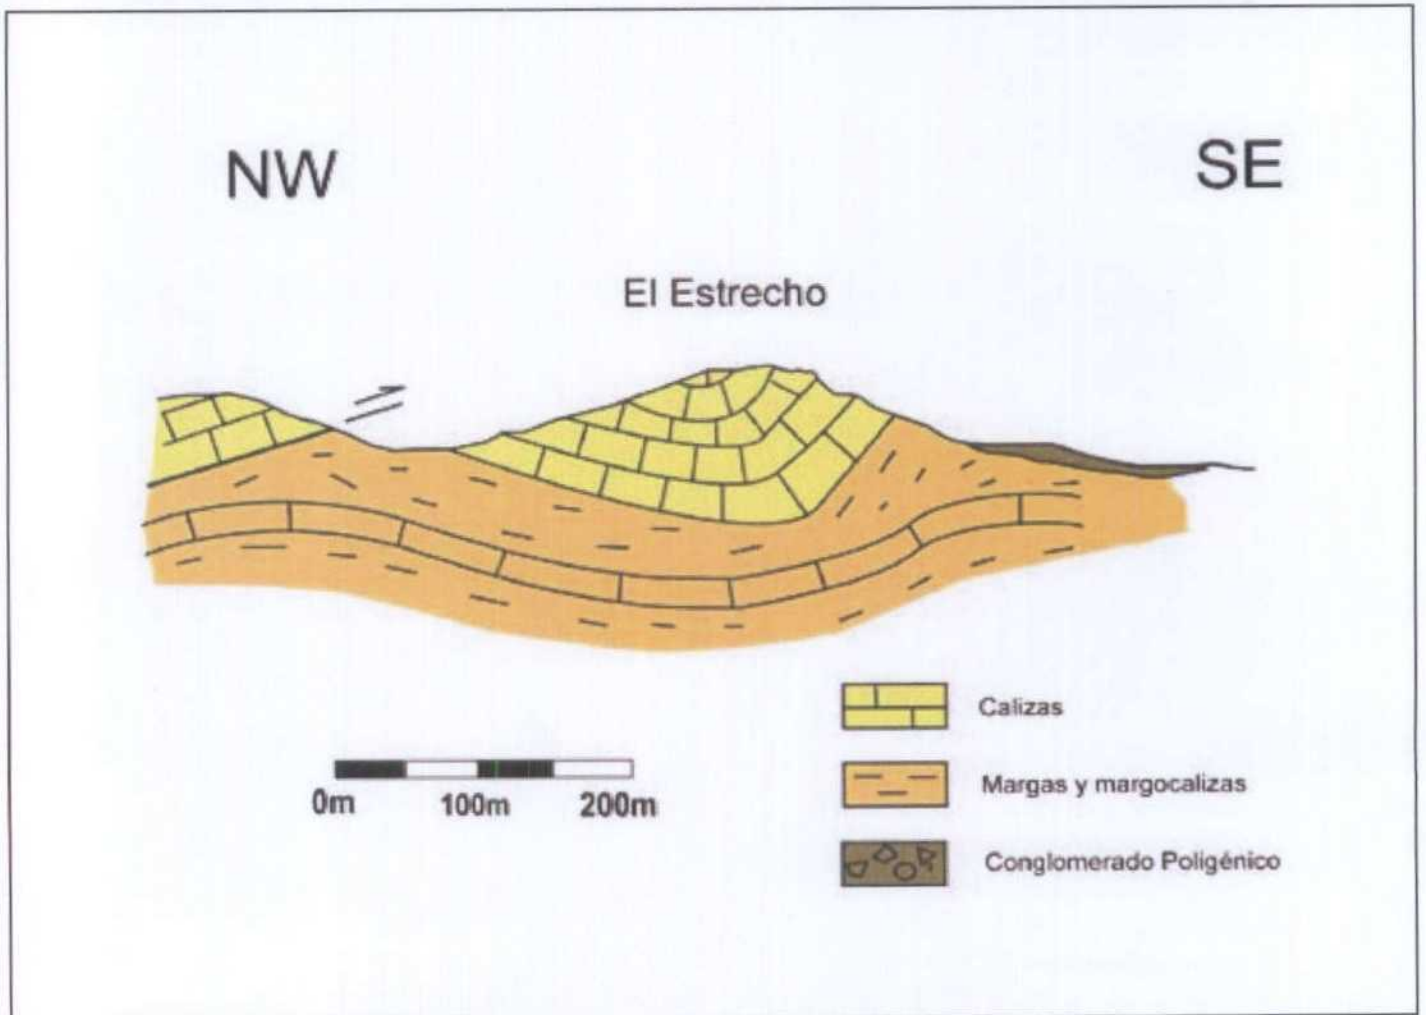 NW
SE
El Estrecho
Calizas
0m 100m 200m
Margas y margocalizas
Conglomerado Poligénico